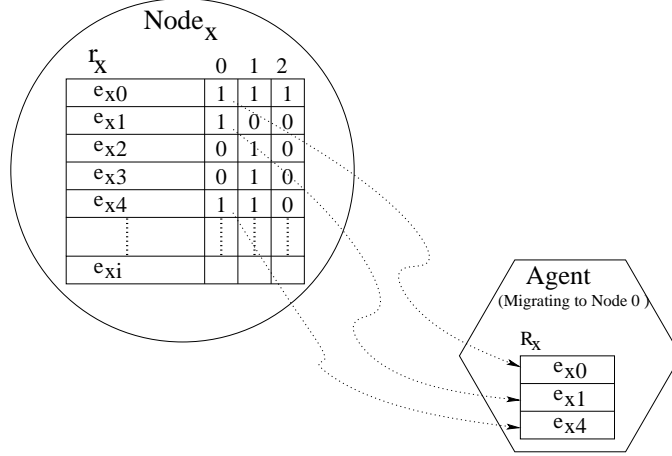 Node_x
r_x 0 1 2
e_x0 1 1 1
e_x1 1 0 0
e_x2 0 1 0
e_x3 0 1 0
e_x4 1 1 0
e_xi
Agent
(Migrating to Node 0 )
R_x
e_x0
e_x1
e_x4